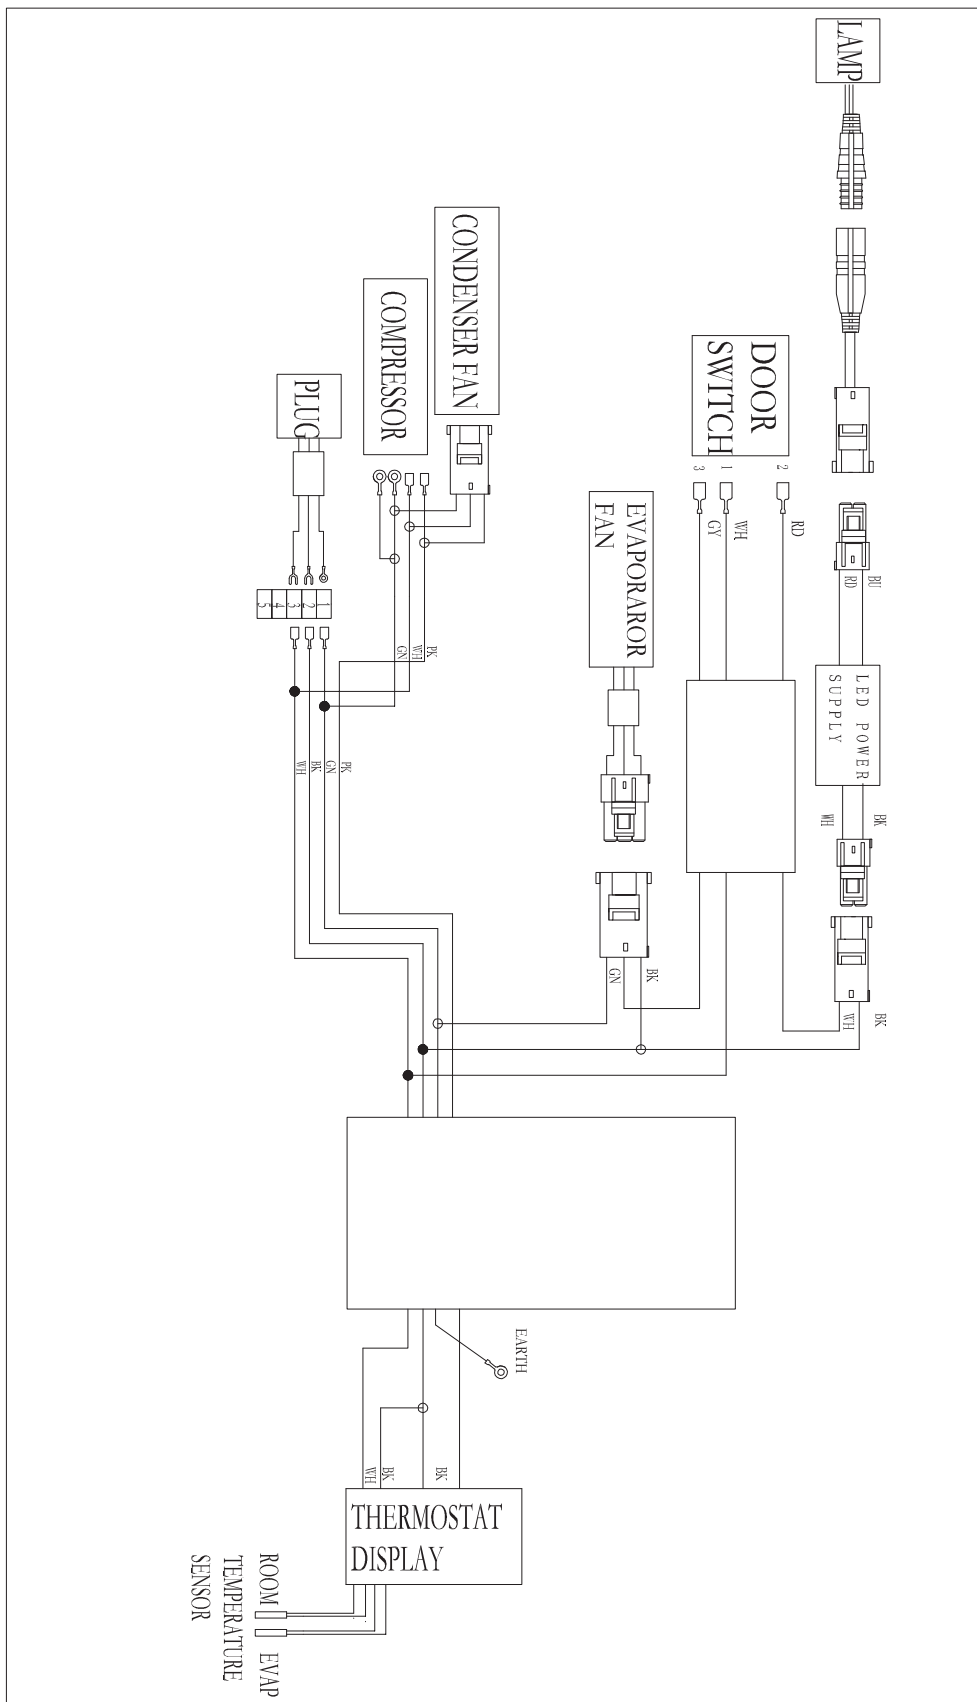 LAMP
CONDENSER FAN
COMPRESSOR
PLUG
DOOR
SWITCH
3
1
2
GY
WH
RD
EVAPORAROR
FAN
RD
BU
LED POWER
SUPPLY
WH
BK
5
4
3
2
1
GN
WH
PK
WH
BK
GN
PK
GN
BK
WH
BK
EARTH
WH
BK
BK
THERMOSTAT
DISPLAY
ROOM EVAP
TEMPERATURE
SENSOR